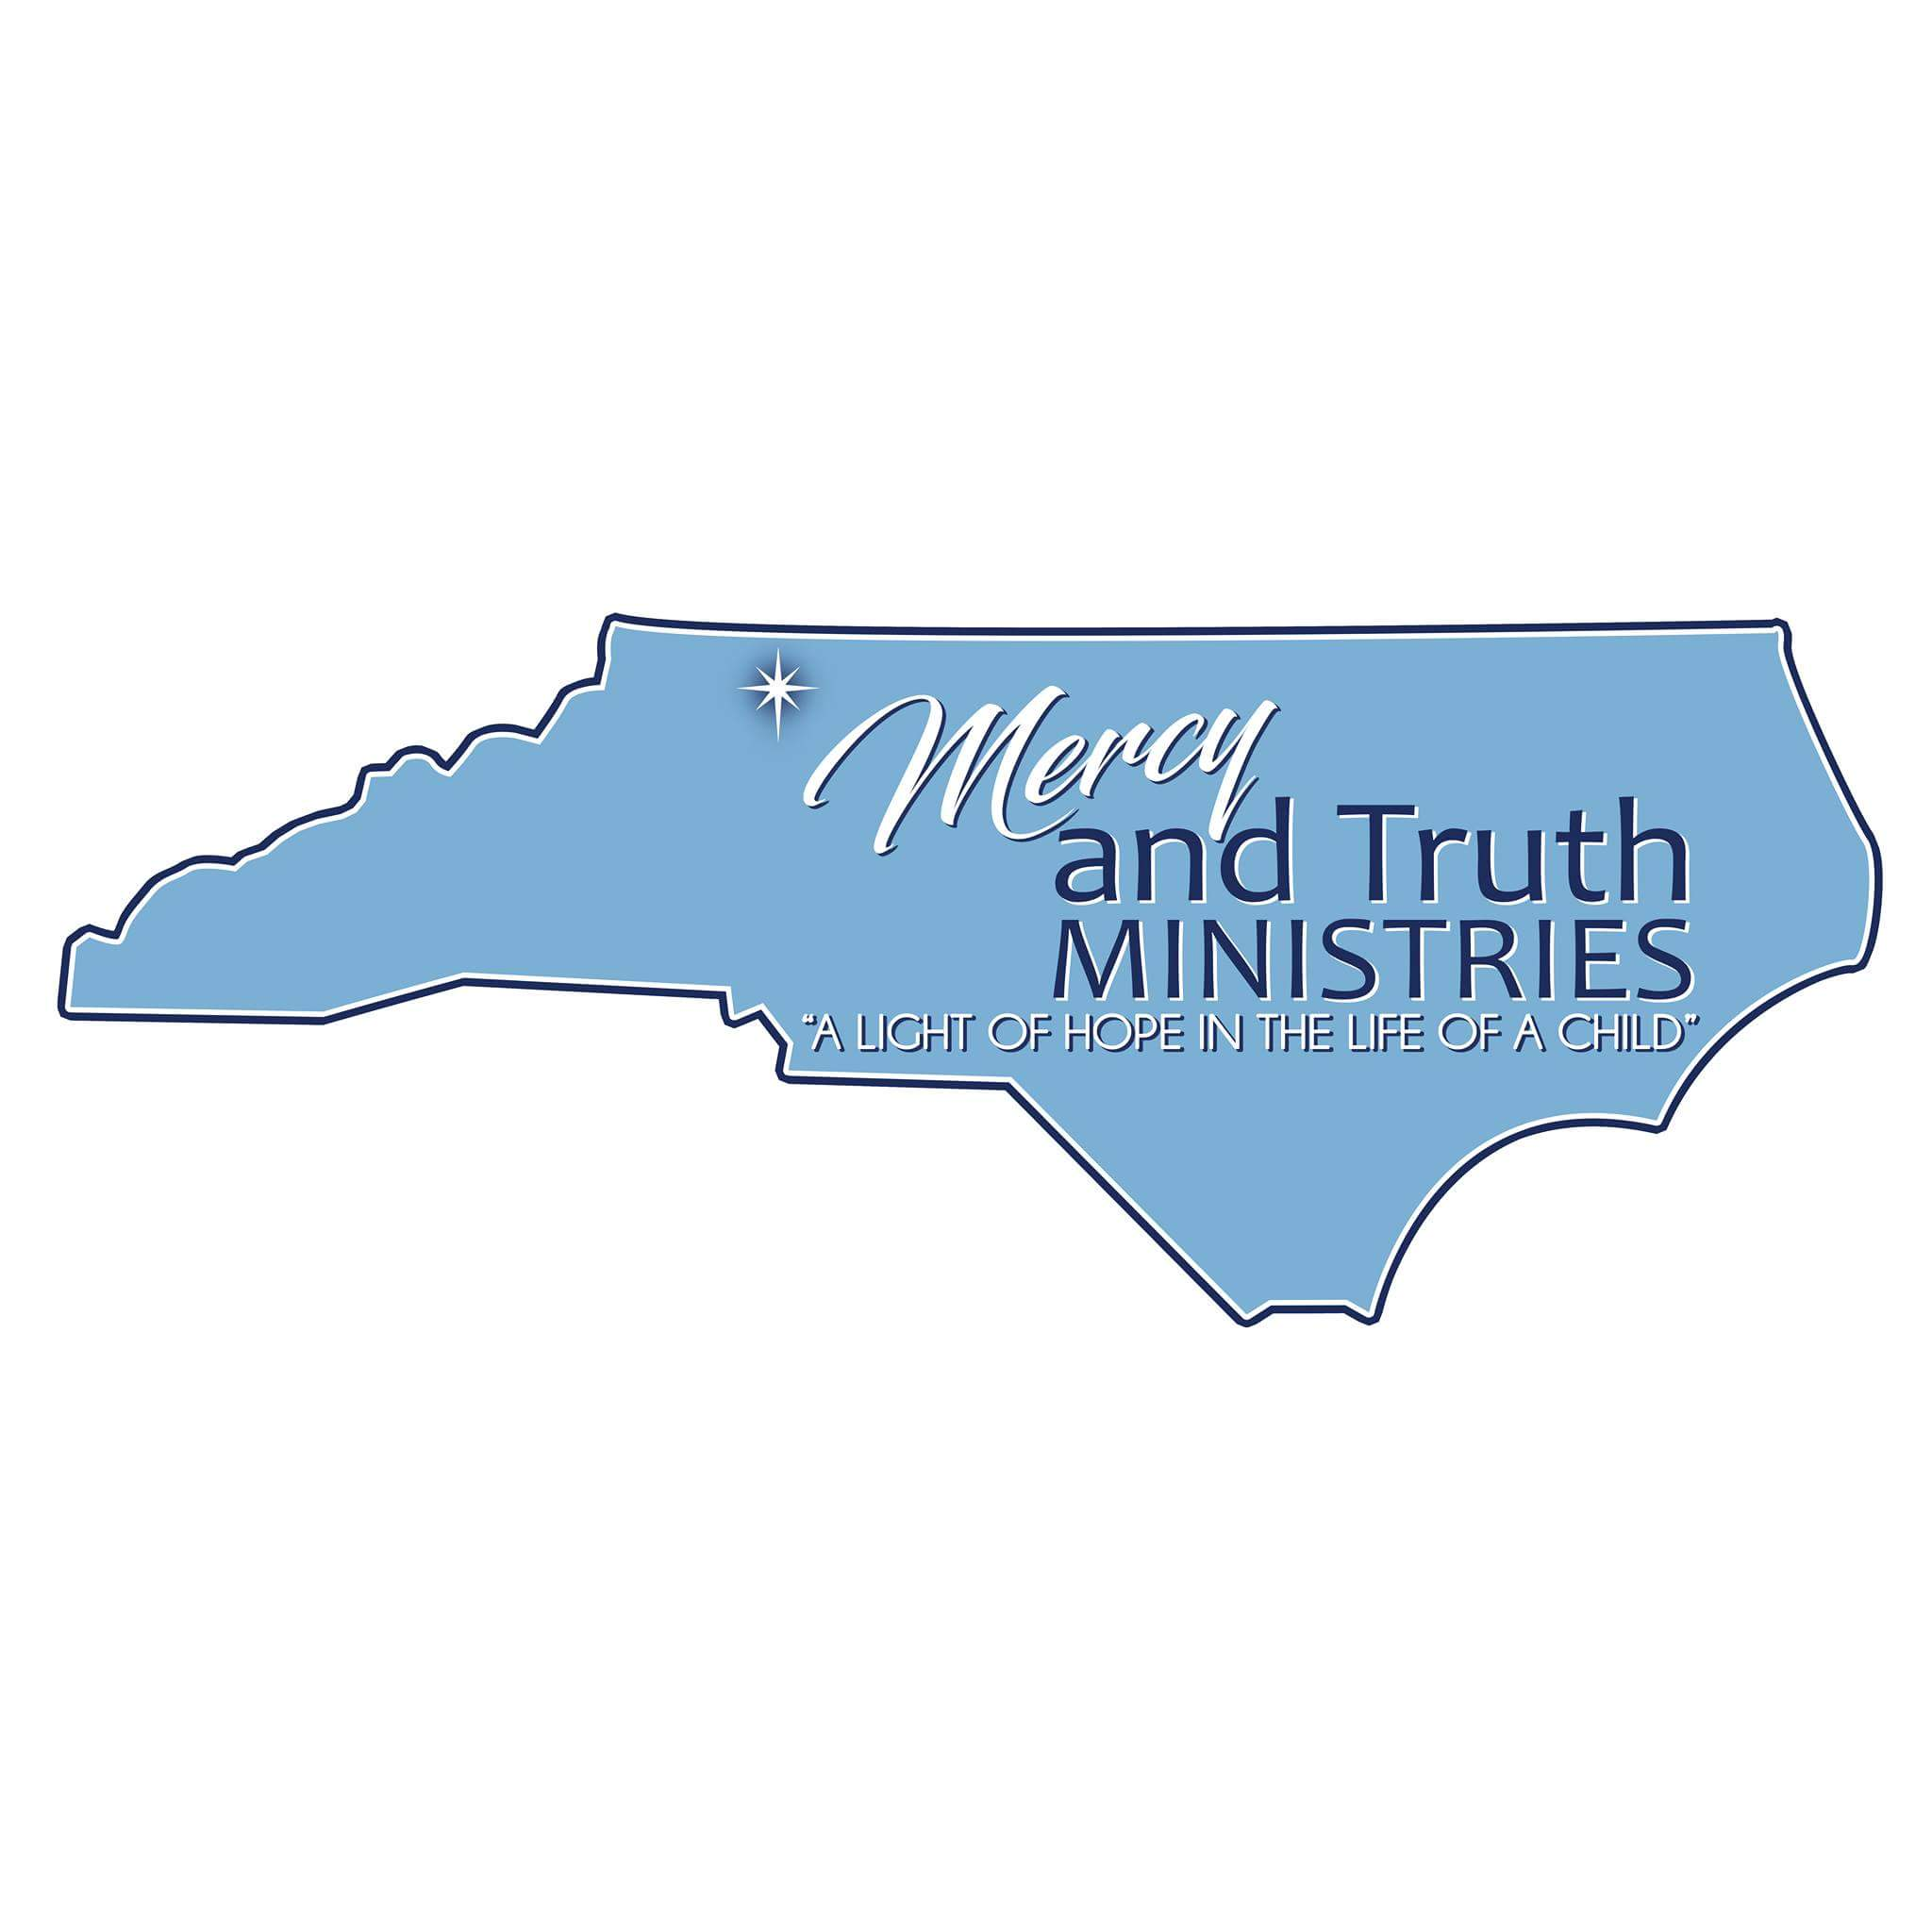 Mercy
and Truth
MINISTRIES
“A LIGHT OF HOPE IN THE LIFE OF A CHILD”